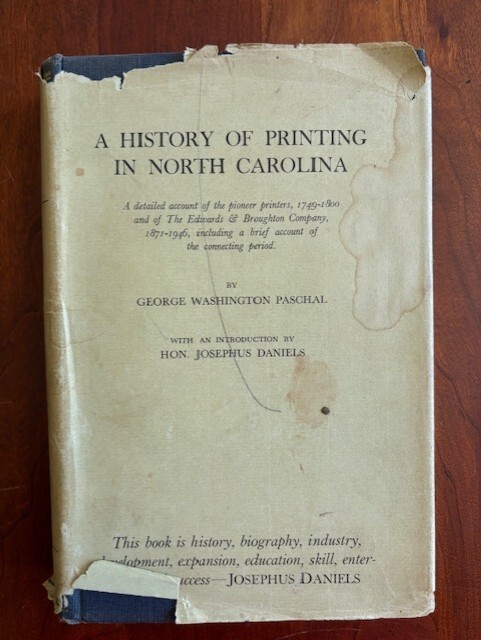 A HISTORY OF PRINTING
IN NORTH CAROLINA
A detailed account of the pioneer printers, 1749-1800
and of The Edwards & Broughton Company,
1871-1946, including a brief account of
the connecting period.
BY
GEORGE WASHINGTON PASCHAL
WITH AN INTRODUCTION BY
HON. JOSEPHUS DANIELS
This book is history, biography, industry,
development, expansion, education, skill, enter-
success—JOSEPHUS DANIELS